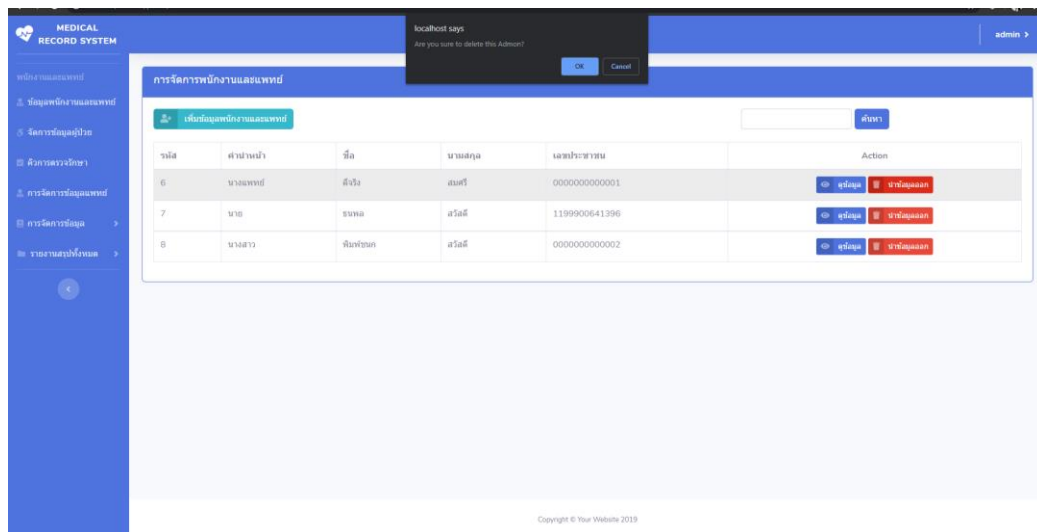 MEDICAL
RECORD SYSTEM
localhost says
Are you sure to delete this Admon?
OK Cancel
admin >
พนักงานและแพทย์
ข้อมูลพนักงานและแพทย์
จัดการข้อมูลผู้ป่วย
คิวการตรวจรักษา
การจัดการข้อมูลแพทย์
การจัดการข้อมูล >
รายงานสรุปทั้งหมด >
การจัดการพนักงานและแพทย์
เพิ่มข้อมูลพนักงานและแพทย์ ค้นหา
รหัส คำนำหน้า ชื่อ นามสกุล เลขประชาชน Action
6 นางแพทย์ ดีจริง สมศรี 0000000000001 ดูข้อมูล นำข้อมูลออก
7 นาย ธนพล สวัสดี 1199900641396 ดูข้อมูล นำข้อมูลออก
8 นางสาว พิมพ์ชนก สวัสดี 0000000000002 ดูข้อมูล นำข้อมูลออก
Copyright © Your Website 2019